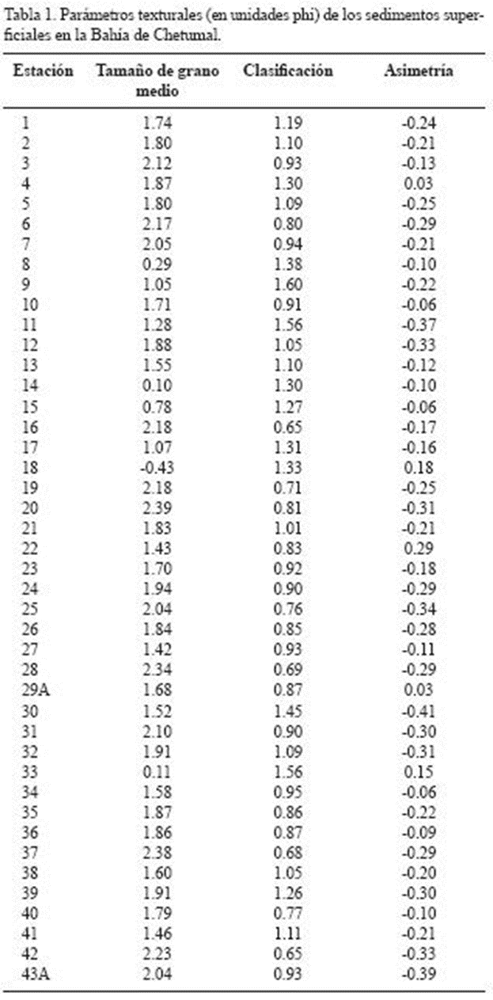 Tabla 1. Parámetros texturales (en unidades phi) de los sedimentos super-
ficiales en la Bahía de Chetumal.
Estación Tamaño de grano Clasificación Asimetría
medio
1 1.74 1.19 -0.24
2 1.80 1.10 -0.21
3 2.12 0.93 -0.13
4 1.87 1.30 0.03
5 1.80 1.09 -0.25
6 2.17 0.80 -0.29
7 2.05 0.94 -0.21
8 0.29 1.38 -0.10
9 1.05 1.60 -0.22
10 1.71 0.91 -0.06
11 1.28 1.56 -0.37
12 1.88 1.05 -0.33
13 1.55 1.10 -0.12
14 0.10 1.30 -0.10
15 0.78 1.27 -0.06
16 2.18 0.65 -0.17
17 1.07 1.31 -0.16
18 -0.43 1.33 0.18
19 2.18 0.71 -0.25
20 2.39 0.81 -0.31
21 1.83 1.01 -0.21
22 1.43 0.83 0.29
23 1.70 0.92 -0.18
24 1.94 0.90 -0.29
25 2.04 0.76 -0.34
26 1.84 0.85 -0.28
27 1.42 0.93 -0.11
28 2.34 0.69 -0.29
29A 1.68 0.87 0.03
30 1.52 1.45 -0.41
31 2.10 0.90 -0.30
32 1.91 1.09 -0.31
33 0.11 1.56 0.15
34 1.58 0.95 -0.06
35 1.87 0.86 -0.22
36 1.86 0.87 -0.09
37 2.38 0.68 -0.29
38 1.60 1.05 -0.20
39 1.91 1.26 -0.30
40 1.79 0.77 -0.10
41 1.46 1.11 -0.21
42 2.23 0.65 -0.33
43A 2.04 0.93 -0.39